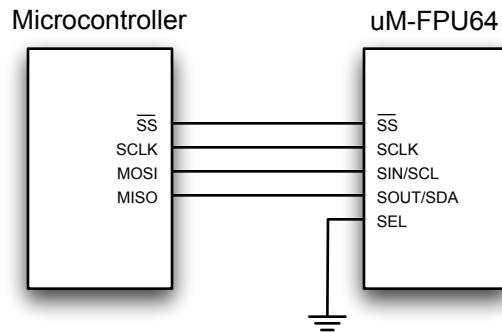 Microcontroller
uM-FPU64
SS
SCLK
MOSI
MISO
SS
SCLK
SIN/SCL
SOUT/SDA
SEL